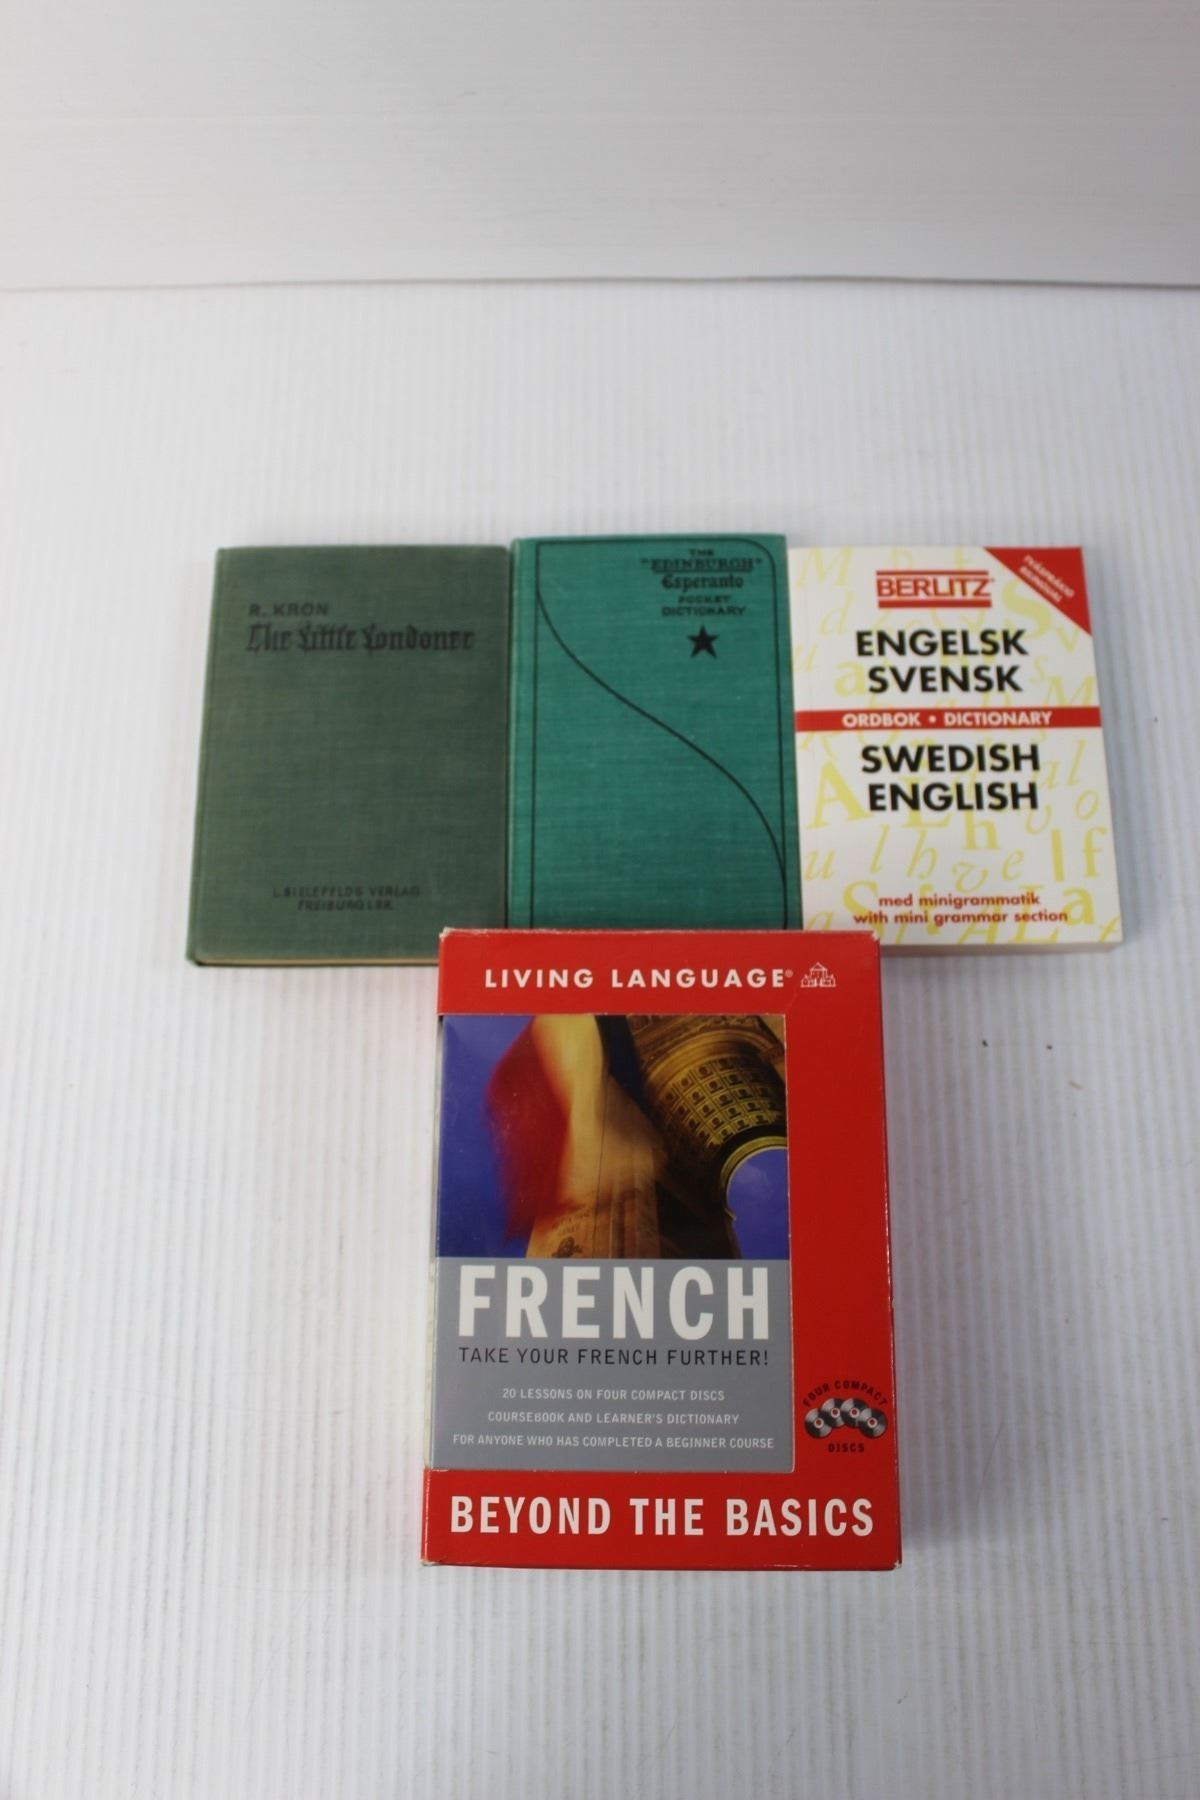 R. KRON
The Little Londoner
L. BIELEFELDS VERLAG
FREIBURG I. BR.
THE
"EDINBURGH"
Esperanto
POCKET
DICTIONARY
BERLITZ
ENGELSK
SVENSK
ORDBOK • DICTIONARY
SWEDISH
ENGLISH
med minigrammatik
with mini grammar section
LIVING LANGUAGE®
FRENCH
TAKE YOUR FRENCH FURTHER!
20 LESSONS ON FOUR COMPACT DISCS
COURSEBOOK AND LEARNER'S DICTIONARY
FOR ANYONE WHO HAS COMPLETED A BEGINNER COURSE
FOUR COMPACT
DISCS
BEYOND THE BASICS